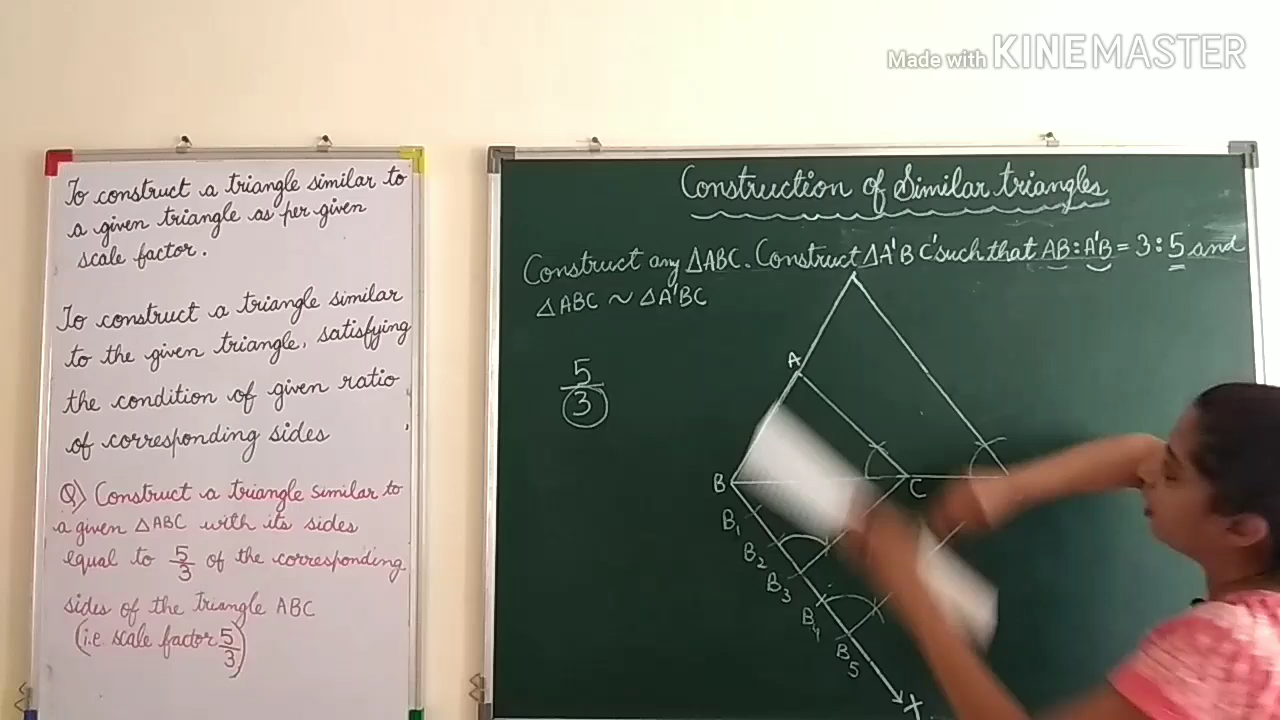 Made with KINEMASTER
To construct a triangle similar to
a given triangle as per given
scale factor.
To construct a triangle similar
to the given triangle, satisfying
the condition of given ratio
of corresponding sides
Q) Construct a triangle similar to
a given △ABC with its sides
equal to 5/3 of the corresponding
sides of the triangle ABC
(i.e. scale factor 5/3)
Construction of Similar triangles
Construct any △ABC. Construct △A'BC' such that AB:A'B = 3:5 and
△ABC ~ △A'BC
5/3
A
B
C
B1
B2
B3
B4
B5
X